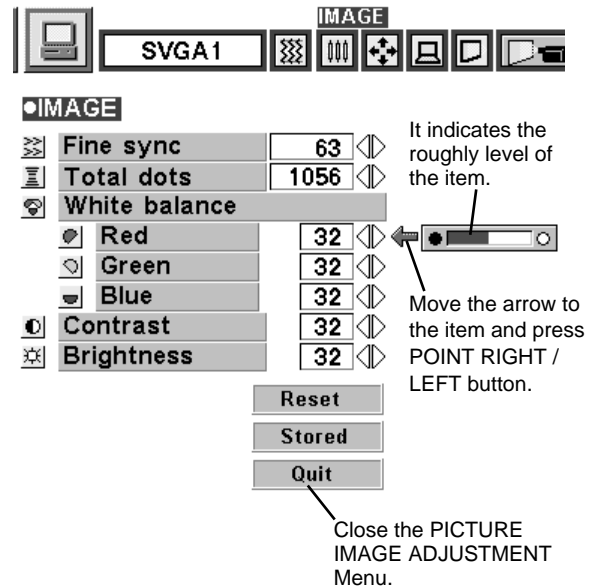 IMAGE
SVGA1
●IMAGE
Fine sync 63
Total dots 1056
White balance
Red 32
Green 32
Blue 32
Contrast 32
Brightness 32
It indicates the
roughly level of
the item.
Move the arrow to
the item and press
POINT RIGHT /
LEFT button.
Reset
Stored
Quit
Close the PICTURE
IMAGE ADJUSTMENT
Menu.